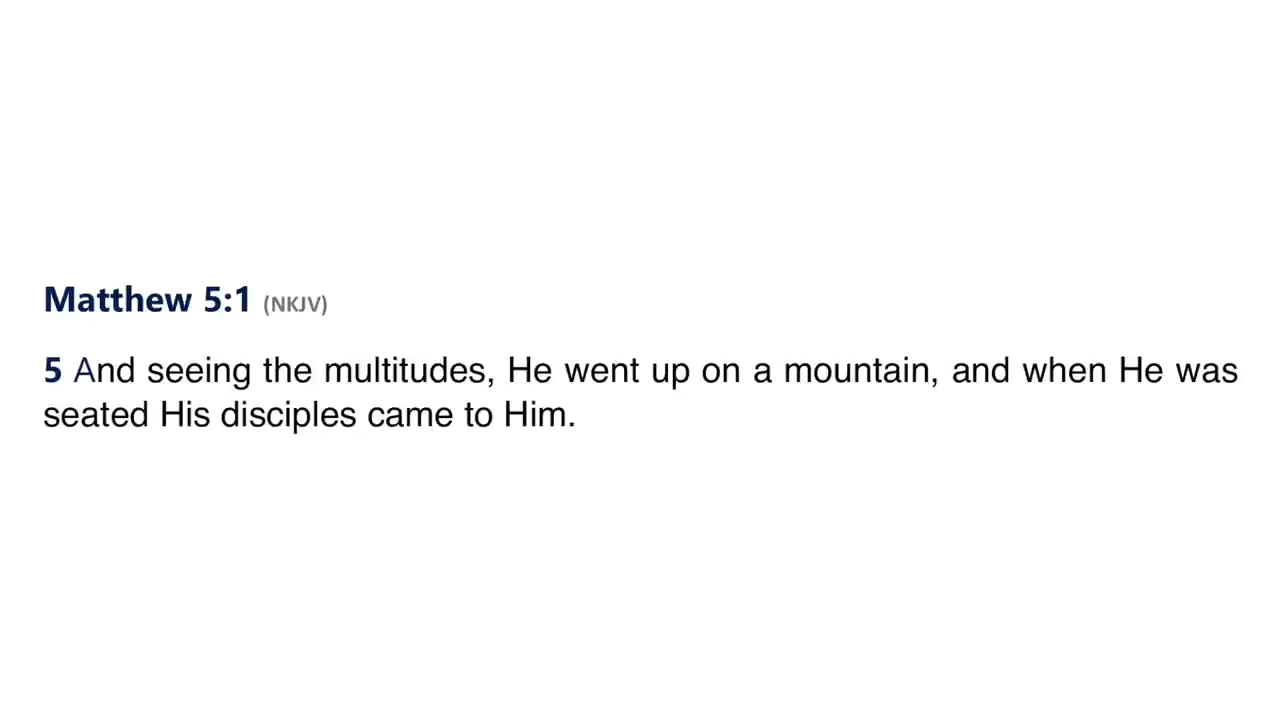 Matthew 5:1 (NKJV)
5 And seeing the multitudes, He went up on a mountain, and when He was
seated His disciples came to Him.